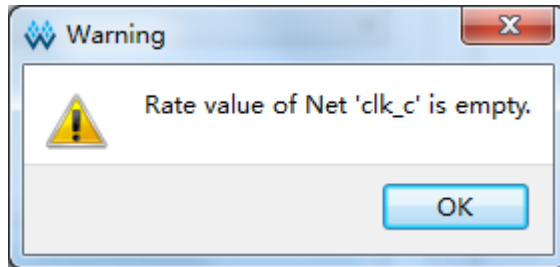 Warning
Rate value of Net 'clk_c' is empty.
OK